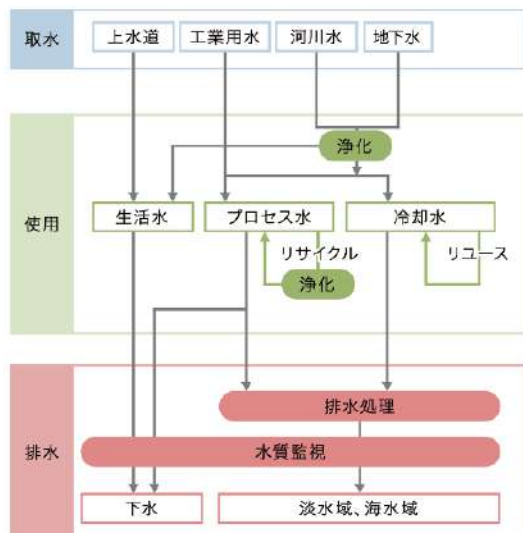 取水
上水道
工業用水
河川水
地下水
使用
浄化
生活水
プロセス水
冷却水
リサイクル
リユース
浄化
排水
排水処理
水質監視
下水
淡水域、海水域